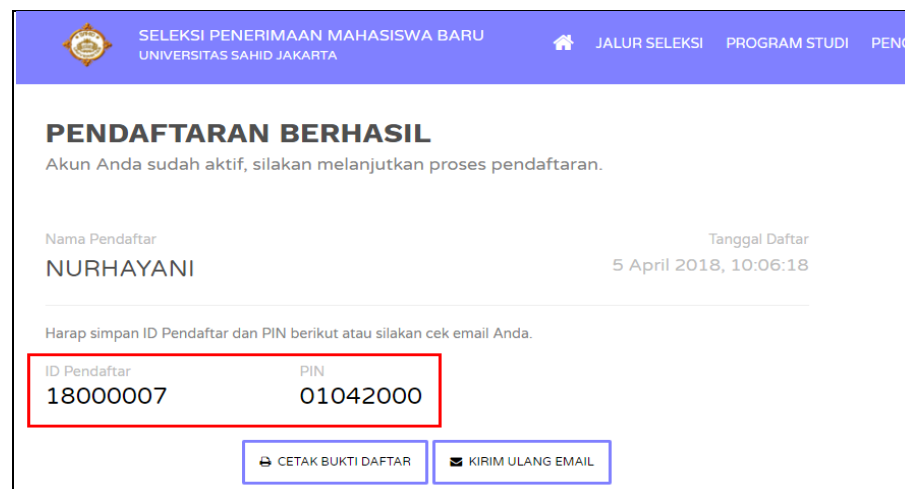 SELEKSI PENERIMAAN MAHASISWA BARU
UNIVERSITAS SAHID JAKARTA
JALUR SELEKSI PROGRAM STUDI
PENDAFTARAN BERHASIL
Akun Anda sudah aktif, silakan melanjutkan proses pendaftaran.
Nama Pendaftar Tanggal Daftar
NURHAYANI 5 April 2018, 10:06:18
Harap simpan ID Pendaftar dan PIN berikut atau silakan cek email Anda.
ID Pendaftar PIN
18000007 01042000
CETAK BUKTI DAFTAR KIRIM ULANG EMAIL